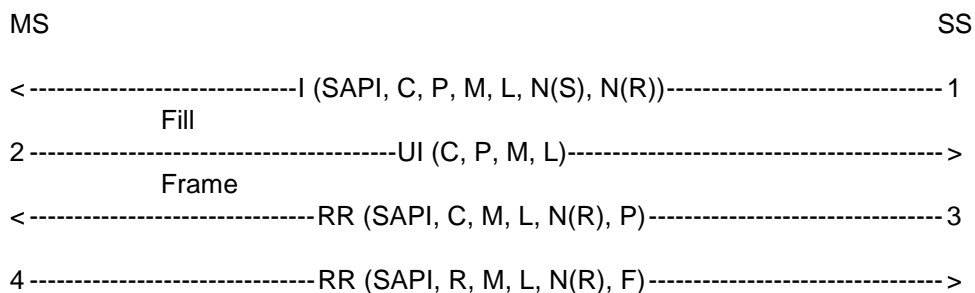 MS SS
< ------------------------------I (SAPI, C, P, M, L, N(S), N(R))------------------------------- 1
Fill
2 -----------------------------------------UI (C, P, M, L)------------------------------------------ >
Frame
< --------------------------------RR (SAPI, C, M, L, N(R), P)--------------------------------- 3
4 --------------------------------RR (SAPI, R, M, L, N(R), F)--------------------------------- >